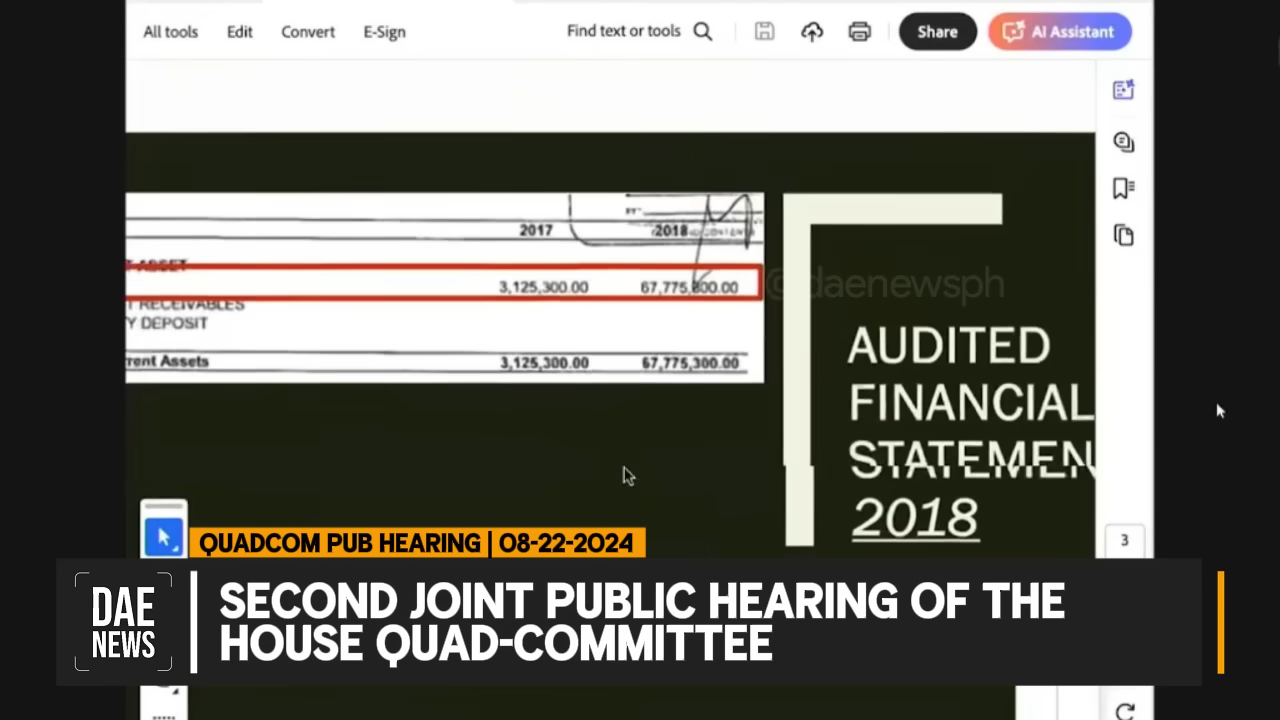 All tools Edit Convert E-Sign Find text or tools Share AI Assistant
2017 2018
T ASSET
3,125,300.00 67,775,300.00
T RECEIVABLES
Y DEPOSIT
rent Assets 3,125,300.00 67,775,300.00
@daenewsph
AUDITED
FINANCIAL
STATEMEN
2018
3
QUADCOM PUB HEARING | 08-22-2024
DAE
NEWS
SECOND JOINT PUBLIC HEARING OF THE
HOUSE QUAD-COMMITTEE